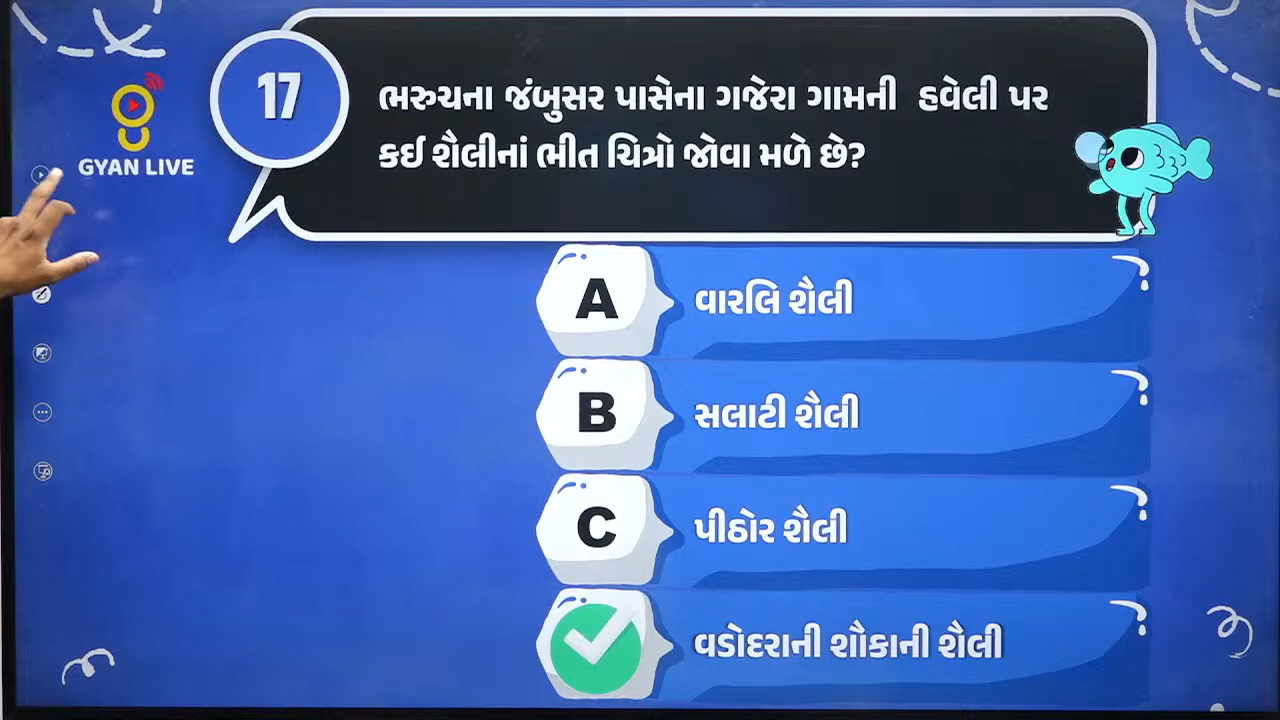 17
ભરુચના જંબુસર પાસેના ગજેરા ગામની હવેલી પર
કઈ શૈલીનાં ભીત ચિત્રો જોવા મળે છે?
GYAN LIVE
A
વારલિ શૈલી
B
સલાટી શૈલી
C
પીઠોર શૈલી
વડોદરાની શૌકાની શૈલી